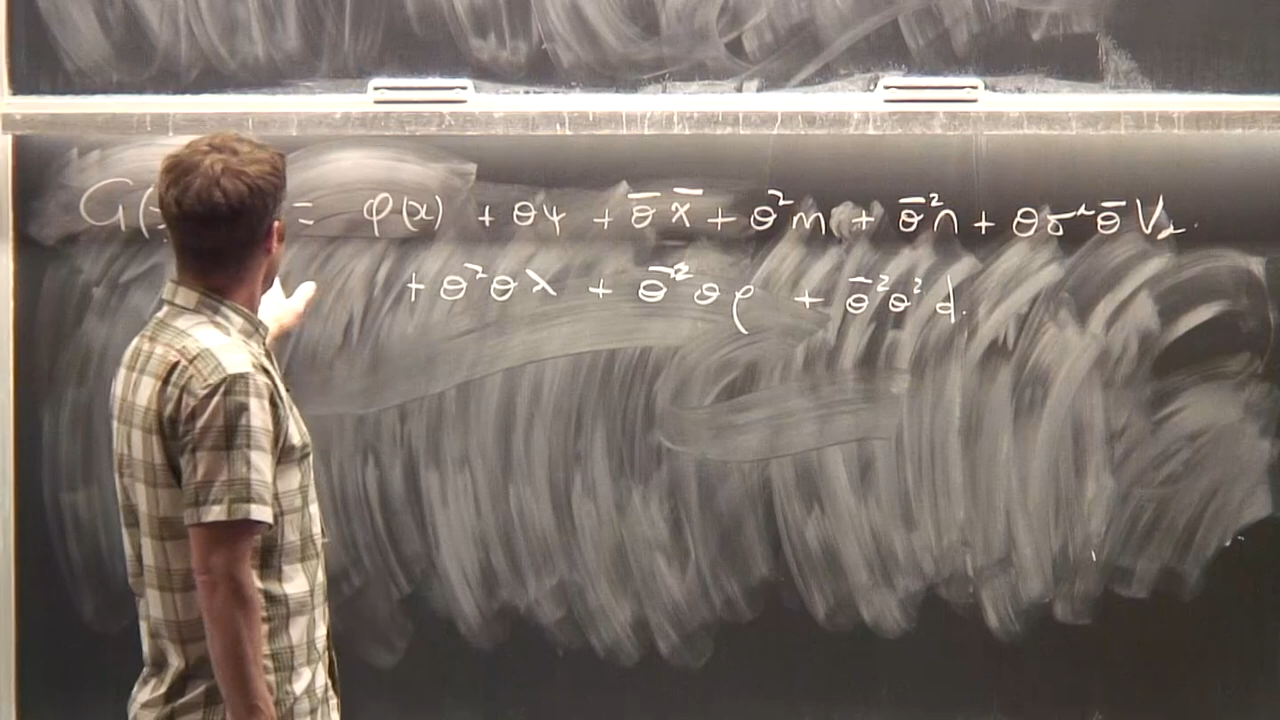 G( = φ(x) + θψ + θ̄χ̄ + θ²m + θ̄²n + θσ^μθ̄V_μ.
+ θ²θ̄λ̄ + θ̄²θρ + θ̄²θ²d.